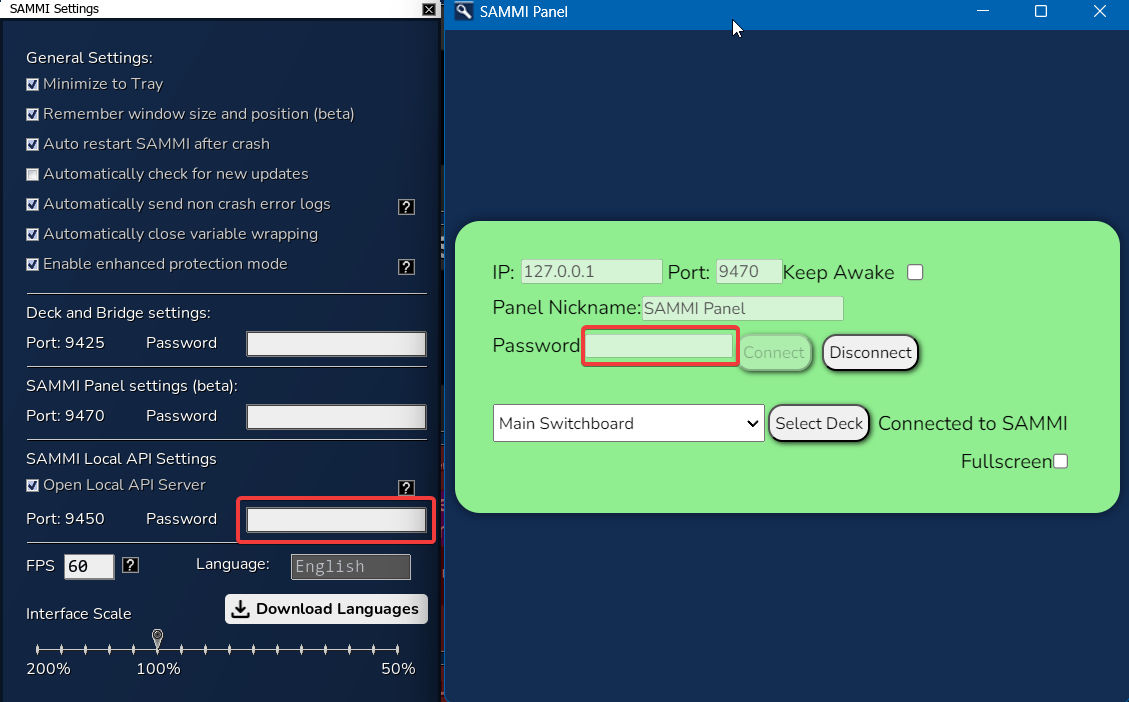 SAMMI Settings
General Settings:
Minimize to Tray
Remember window size and position (beta)
Auto restart SAMMI after crash
Automatically check for new updates
Automatically send non crash error logs ?
Automatically close variable wrapping
Enable enhanced protection mode ?
Deck and Bridge settings:
Port: 9425 Password
SAMMI Panel settings (beta):
Port: 9470 Password
SAMMI Local API Settings
Open Local API Server ?
Port: 9450 Password
FPS 60 ? Language: English
Interface Scale Download Languages
200% 100% 50%
SAMMI Panel
IP: 127.0.0.1 Port: 9470 Keep Awake
Panel Nickname: SAMMI Panel
Password Connect Disconnect
Main Switchboard Select Deck Connected to SAMMI
Fullscreen